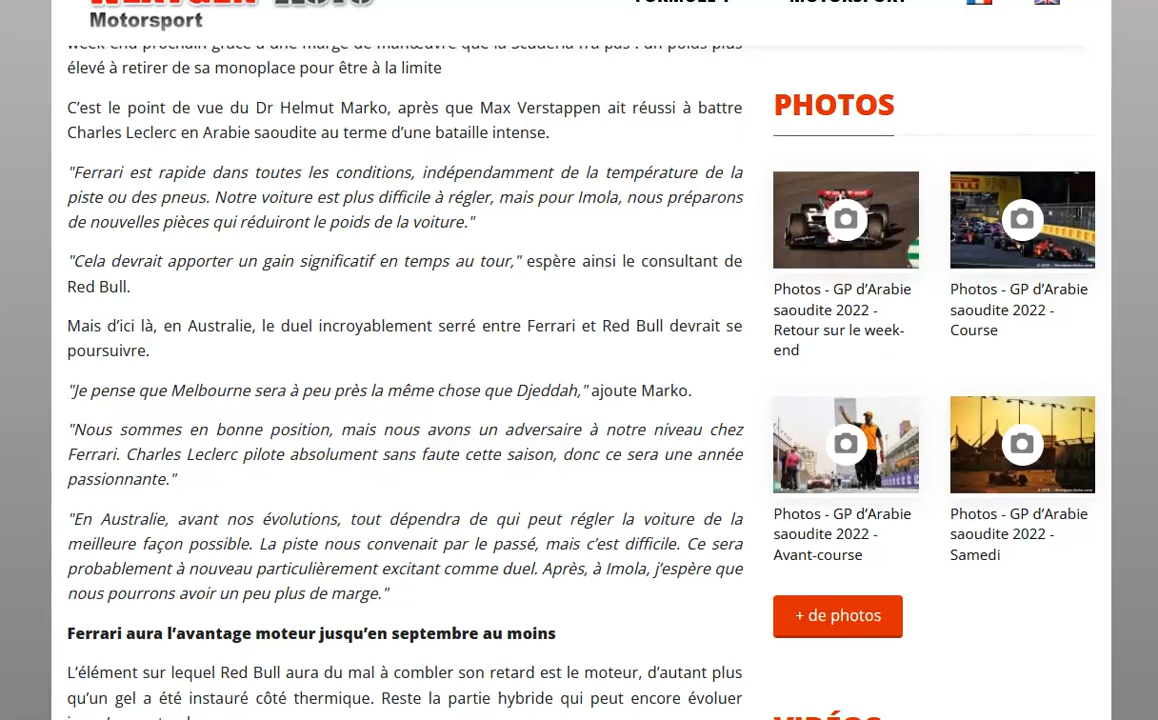 Motorsport
élevé à retirer de sa monoplace pour être à la limite
C’est le point de vue du Dr Helmut Marko, après que Max Verstappen ait réussi à battre
Charles Leclerc en Arabie saoudite au terme d’une bataille intense.
"Ferrari est rapide dans toutes les conditions, indépendamment de la température de la
piste ou des pneus. Notre voiture est plus difficile à régler, mais pour Imola, nous préparons
de nouvelles pièces qui réduiront le poids de la voiture."
"Cela devrait apporter un gain significatif en temps au tour," espère ainsi le consultant de
Red Bull.
Mais d’ici là, en Australie, le duel incroyablement serré entre Ferrari et Red Bull devrait se
poursuivre.
"Je pense que Melbourne sera à peu près la même chose que Djeddah," ajoute Marko.
"Nous sommes en bonne position, mais nous avons un adversaire à notre niveau chez
Ferrari. Charles Leclerc pilote absolument sans faute cette saison, donc ce sera une année
passionnante."
"En Australie, avant nos évolutions, tout dépendra de qui peut régler la voiture de la
meilleure façon possible. La piste nous convenait par le passé, mais c’est difficile. Ce sera
probablement à nouveau particulièrement excitant comme duel. Après, à Imola, j’espère que
nous pourrons avoir un peu plus de marge."
Ferrari aura l’avantage moteur jusqu’en septembre au moins
L’élément sur lequel Red Bull aura du mal à combler son retard est le moteur, d’autant plus
qu’un gel a été instauré côté thermique. Reste la partie hybride qui peut encore évoluer
PHOTOS
Photos - GP d’Arabie
saoudite 2022 -
Retour sur le week-
end
Photos - GP d’Arabie
saoudite 2022 -
Course
Photos - GP d’Arabie
saoudite 2022 -
Avant-course
Photos - GP d’Arabie
saoudite 2022 -
Samedi
+ de photos
VIDÉOS